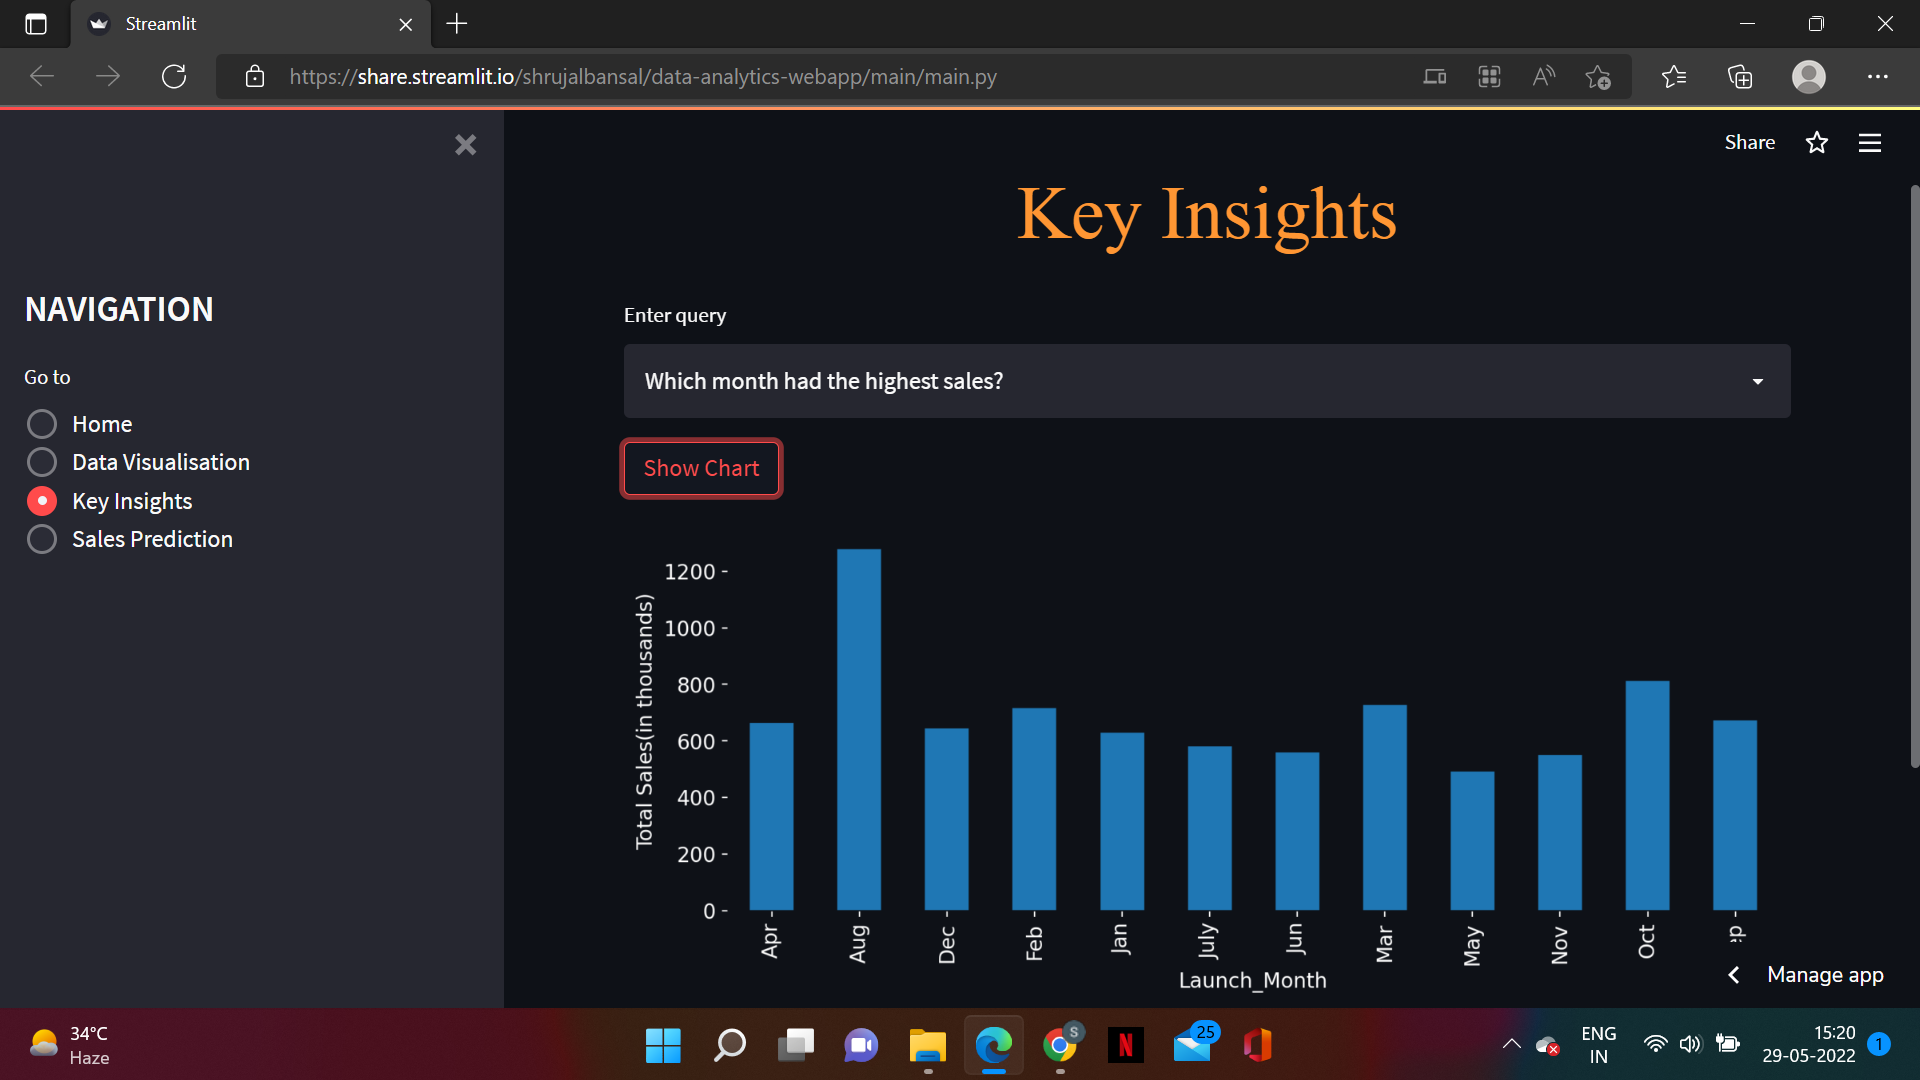 Streamlit
https://share.streamlit.io/shrujalbansal/data-analytics-webapp/main/main.py
Share
Key Insights
NAVIGATION
Go to
Home
Data Visualisation
Key Insights
Sales Prediction
Enter query
Which month had the highest sales?
Show Chart
Total Sales(in thousands)
1200
1000
800
600
400
200
0
Apr
Aug
Dec
Feb
Jan
July
Jun
Mar
May
Nov
Oct
Launch_Month
Manage app
34°C
Haze
S
N
25
ENG
IN
15:20
29-05-2022
1